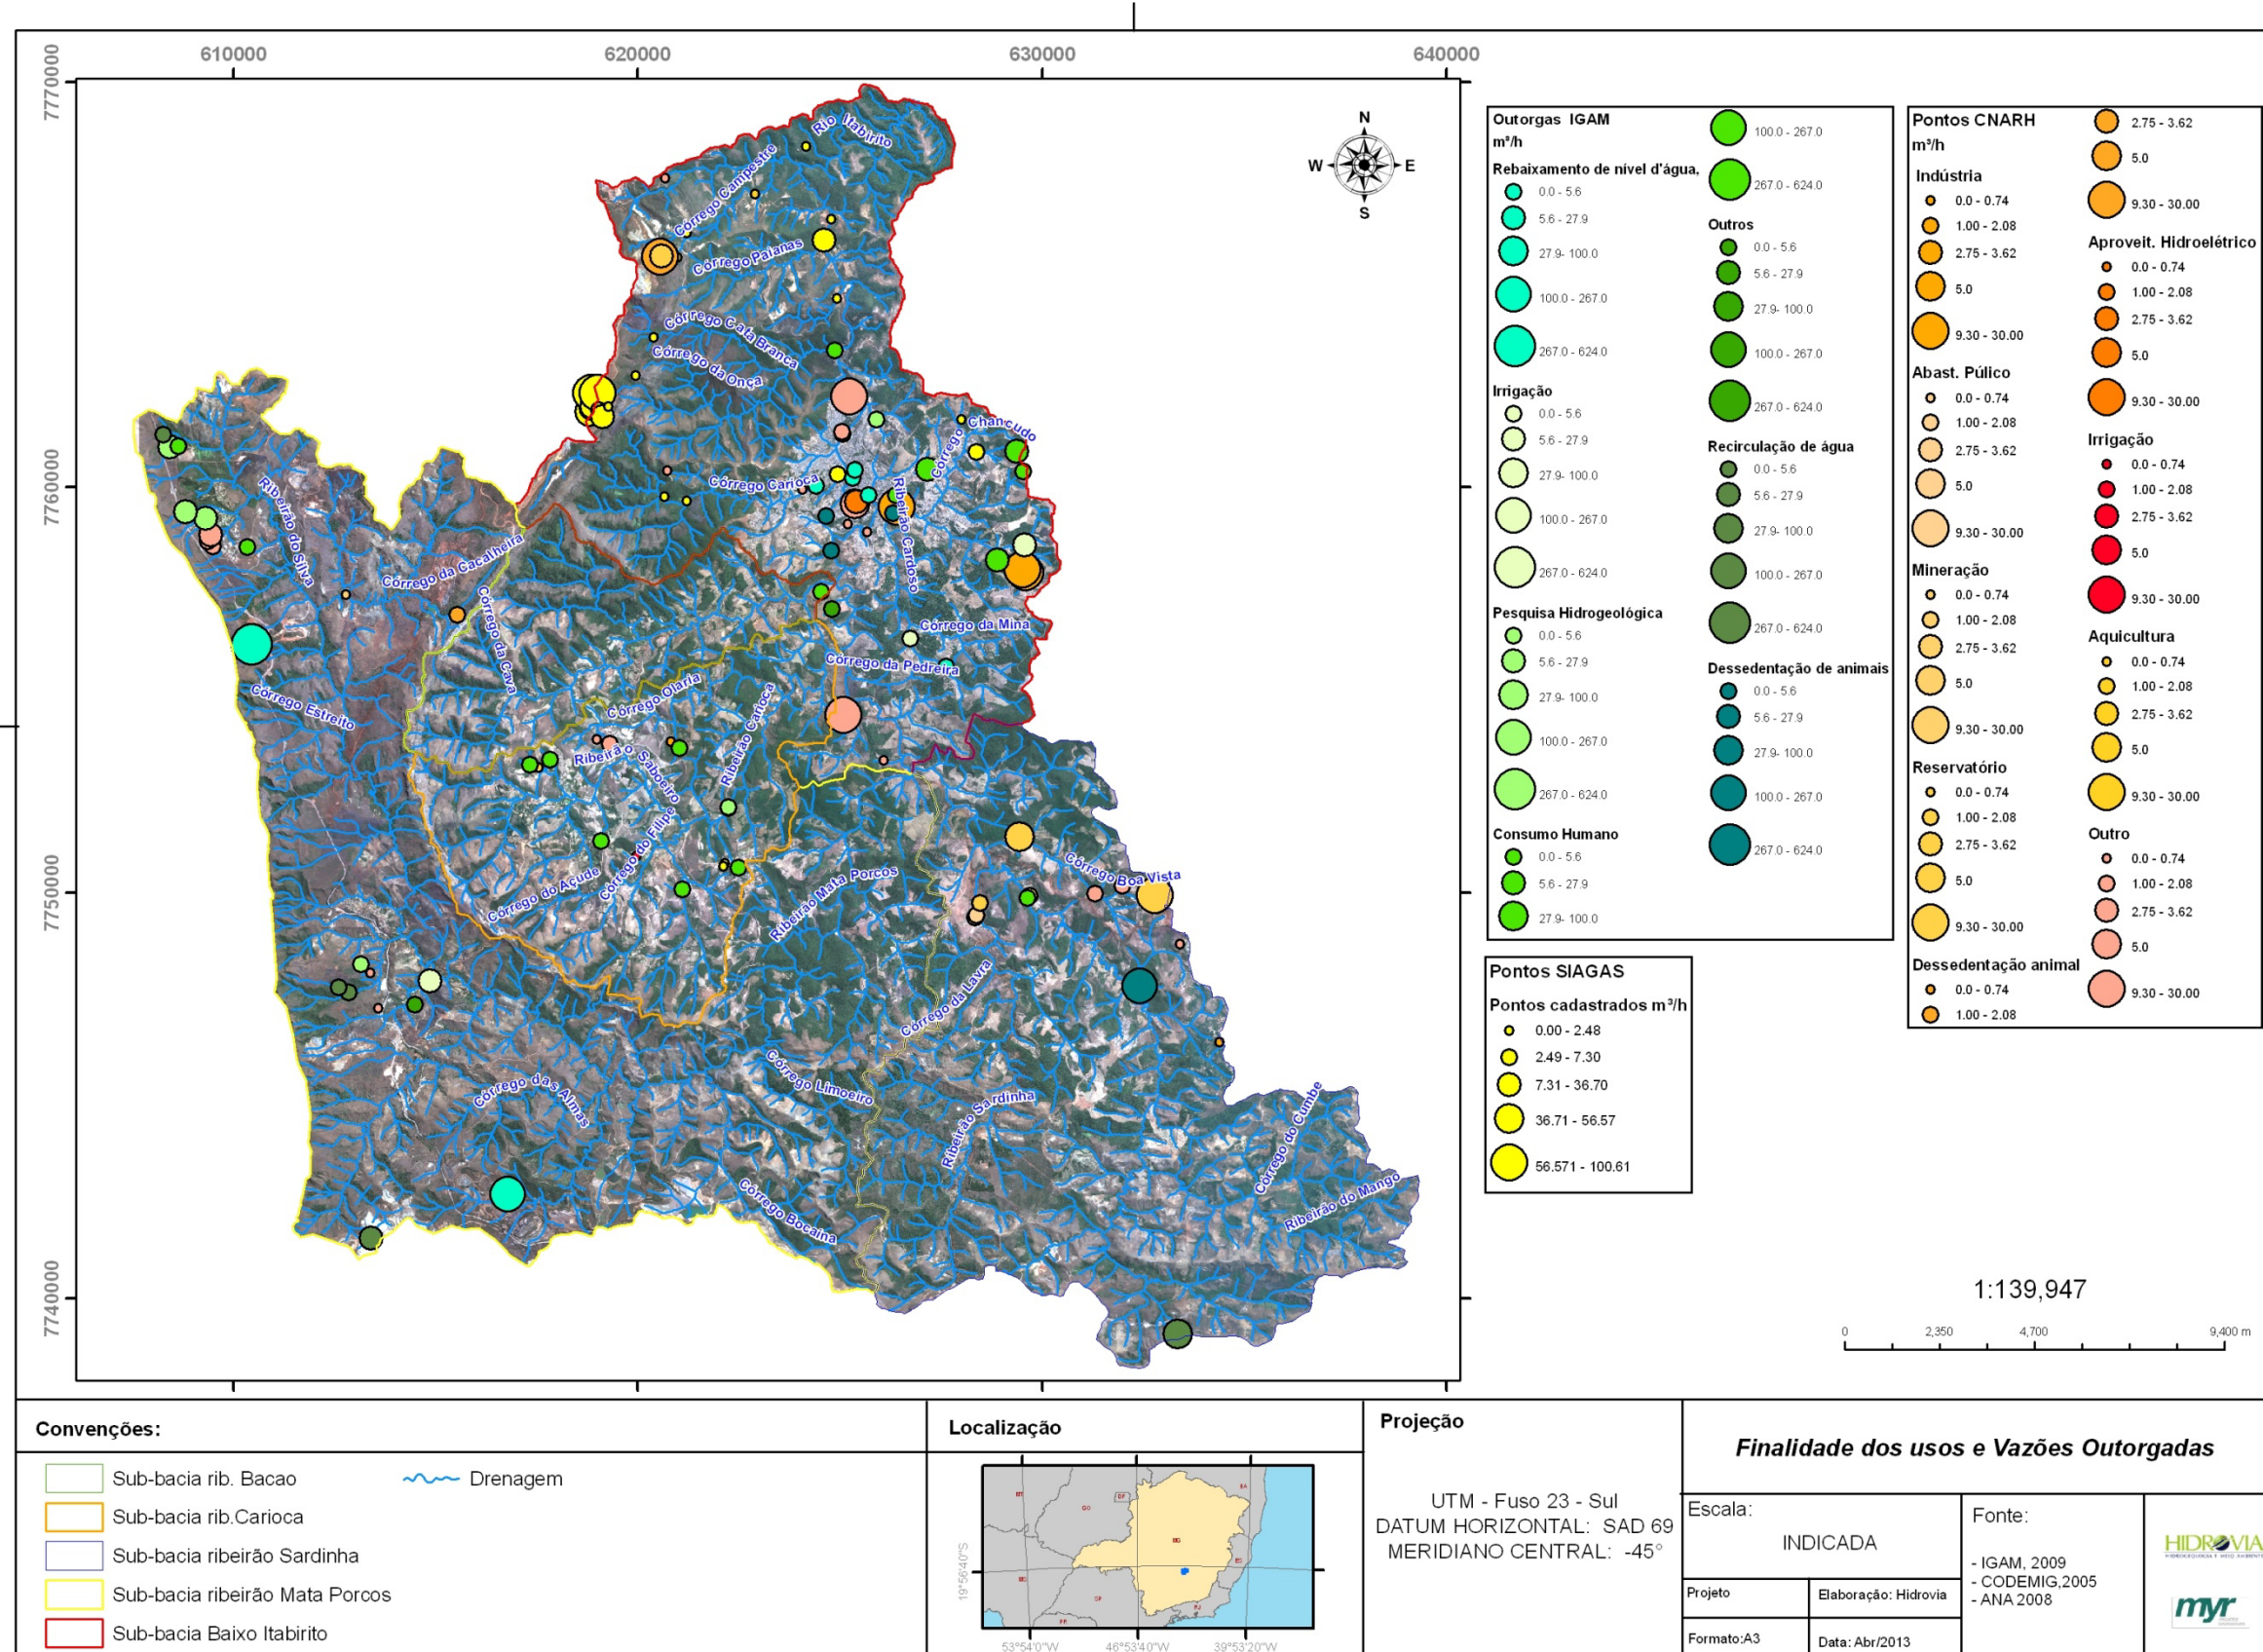 610000
620000
630000
640000
7770000
7760000
7750000
7740000
N
W
E
S
Rio Itabirito
Córrego Campestre
Córrego Paianas
Córrego Cata Branca
Córrego da Onça
Córrego Chancudo
Córrego Carioca
Ribeirão Cardoso
Ribeirão do Silva
Córrego da Cacalheira
Córrego da Cava
Córrego Estreito
Córrego da Mina
Córrego da Pedreira
Córrego Olaria
Ribeirão Carioca
Ribeirão Saboeiro
Córrego do Filipe
Córrego do Açude
Ribeirão Mata Porcos
Córrego Boa Vista
Córrego da Lavra
Córrego Limoeiro
Córrego das Almas
Ribeirão Sardinha
Córrego do Cumbe
Ribeirão do Mango
Córrego Bocaina
Outorgas IGAM
m³/h
Rebaixamento de nível d'água,
0.0 - 5.6
5.6 - 27.9
27.9- 100.0
100.0 - 267.0
267.0 - 624.0
Irrigação
0.0 - 5.6
5.6 - 27.9
27.9- 100.0
100.0 - 267.0
267.0 - 624.0
Pesquisa Hidrogeológica
0.0 - 5.6
5.6 - 27.9
27.9- 100.0
100.0 - 267.0
267.0 - 624.0
Consumo Humano
0.0 - 5.6
5.6 - 27.9
27.9- 100.0
100.0 - 267.0
267.0 - 624.0
Outros
0.0 - 5.6
5.6 - 27.9
27.9- 100.0
100.0 - 267.0
267.0 - 624.0
Recirculação de água
0.0 - 5.6
5.6 - 27.9
27.9- 100.0
100.0 - 267.0
267.0 - 624.0
Dessedentação de animais
0.0 - 5.6
5.6 - 27.9
27.9- 100.0
100.0 - 267.0
267.0 - 624.0
Pontos SIAGAS
Pontos cadastrados m³/h
0.00 - 2.48
2.49 - 7.30
7.31 - 36.70
36.71 - 56.57
56.571 - 100.61
Pontos CNARH
m³/h
Indústria
0.0 - 0.74
1.00 - 2.08
2.75 - 3.62
5.0
9.30 - 30.00
Abast. Púlico
0.0 - 0.74
1.00 - 2.08
2.75 - 3.62
5.0
9.30 - 30.00
Mineração
0.0 - 0.74
1.00 - 2.08
2.75 - 3.62
5.0
9.30 - 30.00
Reservatório
0.0 - 0.74
1.00 - 2.08
2.75 - 3.62
5.0
9.30 - 30.00
Dessedentação animal
0.0 - 0.74
1.00 - 2.08
2.75 - 3.62
5.0
9.30 - 30.00
Aproveit. Hidroelétrico
0.0 - 0.74
1.00 - 2.08
2.75 - 3.62
5.0
9.30 - 30.00
Irrigação
0.0 - 0.74
1.00 - 2.08
2.75 - 3.62
5.0
9.30 - 30.00
Aquicultura
0.0 - 0.74
1.00 - 2.08
2.75 - 3.62
5.0
9.30 - 30.00
Outro
0.0 - 0.74
1.00 - 2.08
2.75 - 3.62
5.0
9.30 - 30.00
1:139,947
0 2,350 4,700 9,400 m
Convenções:
Sub-bacia rib. Bacao
Drenagem
Sub-bacia rib.Carioca
Sub-bacia ribeirão Sardinha
Sub-bacia ribeirão Mata Porcos
Sub-bacia Baixo Itabirito
Localização
GO
DF
BA
MG
ES
SP
RJ
PR
19°56'40"S
53°54'0"W 46°53'40"W 39°53'20"W
Projeção
UTM - Fuso 23 - Sul
DATUM HORIZONTAL: SAD 69
MERIDIANO CENTRAL: -45°
Finalidade dos usos e Vazões Outorgadas
Escala:
INDICADA
Fonte:
- IGAM, 2009
- CODEMIG,2005
- ANA 2008
Projeto
Elaboração: Hidrovia
Formato:A3
Data: Abr/2013
HIDROVIA
myr